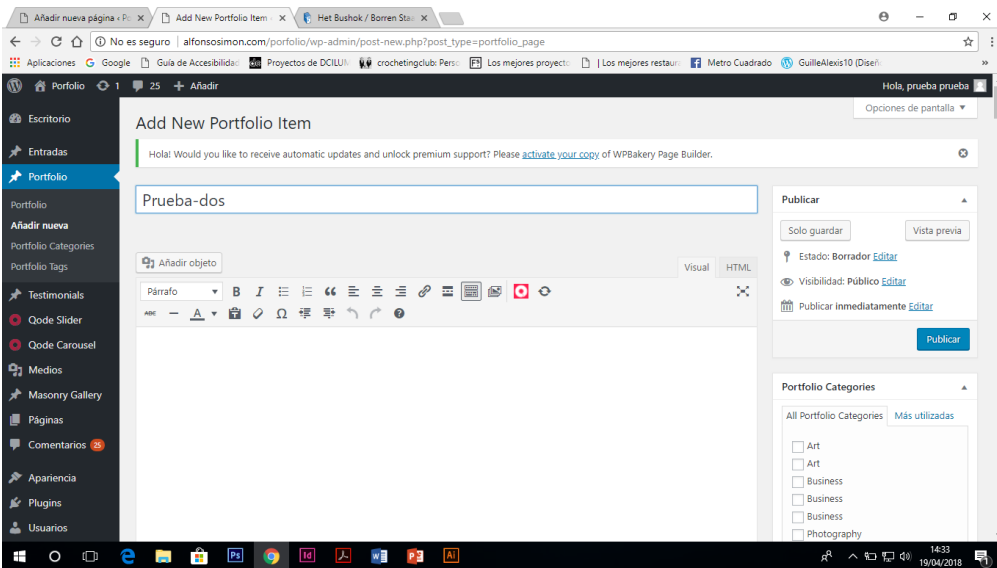 Añadir nueva página ‹ Po
Add New Portfolio Item
Het Bushok / Borren Sta
No es seguro | alfonsosimon.com/porfolio/wp-admin/post-new.php?post_type=portfolio_page
Aplicaciones Google Guía de Accesibilidad Proyectos de DCILUM crochetingclub: Perso Los mejores proyecto | Los mejores restaur Metro Cuadrado GuilleAlexis10 (Diseñ »
Porfolio 1 25 + Añadir Hola, prueba prueba
Opciones de pantalla ▼
Escritorio
Entradas
Portfolio
Portfolio
Añadir nueva
Portfolio Categories
Portfolio Tags
Testimonials
Qode Slider
Qode Carousel
Medios
Masonry Gallery
Páginas
Comentarios 25
Apariencia
Plugins
Usuarios
Add New Portfolio Item
Hola! Would you like to receive automatic updates and unlock premium support? Please activate your copy of WPBakery Page Builder.
Prueba-dos
Añadir objeto
Visual HTML
Párrafo B I
ABC A Ω
Publicar
Solo guardar Vista previa
Estado: Borrador Editar
Visibilidad: Público Editar
Publicar inmediatamente Editar
Publicar
Portfolio Categories
All Portfolio Categories Más utilizadas
Art
Art
Business
Business
Business
Photography
Ps Id Ai
14:33
19/04/2018